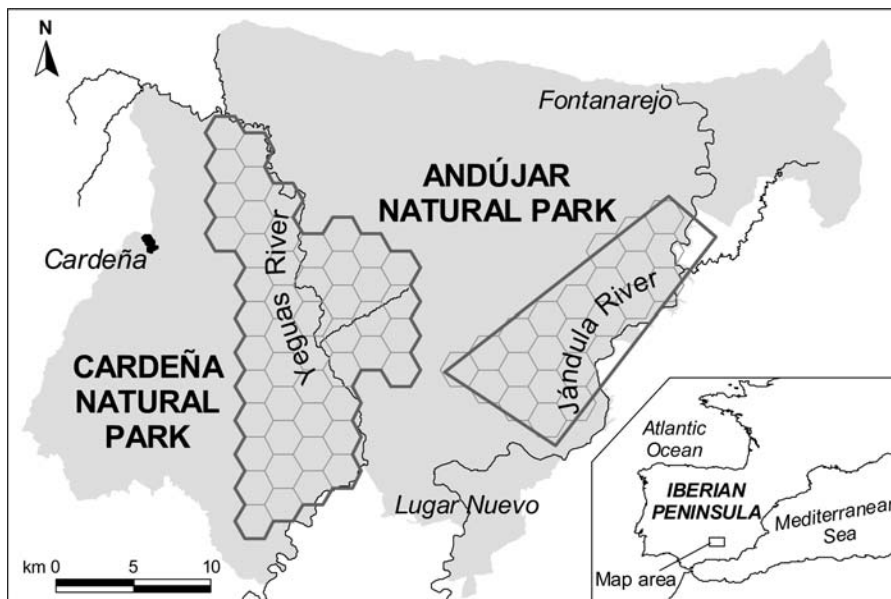 N
Fontanarejo
ANDÚJAR
NATURAL PARK
Cardeña
Yeguas River
Jándula River
CARDEÑA
NATURAL
PARK
Lugar Nuevo
km 0 5 10
Atlantic
Ocean
IBERIAN
PENINSULA
Mediterranean
Sea
Map area